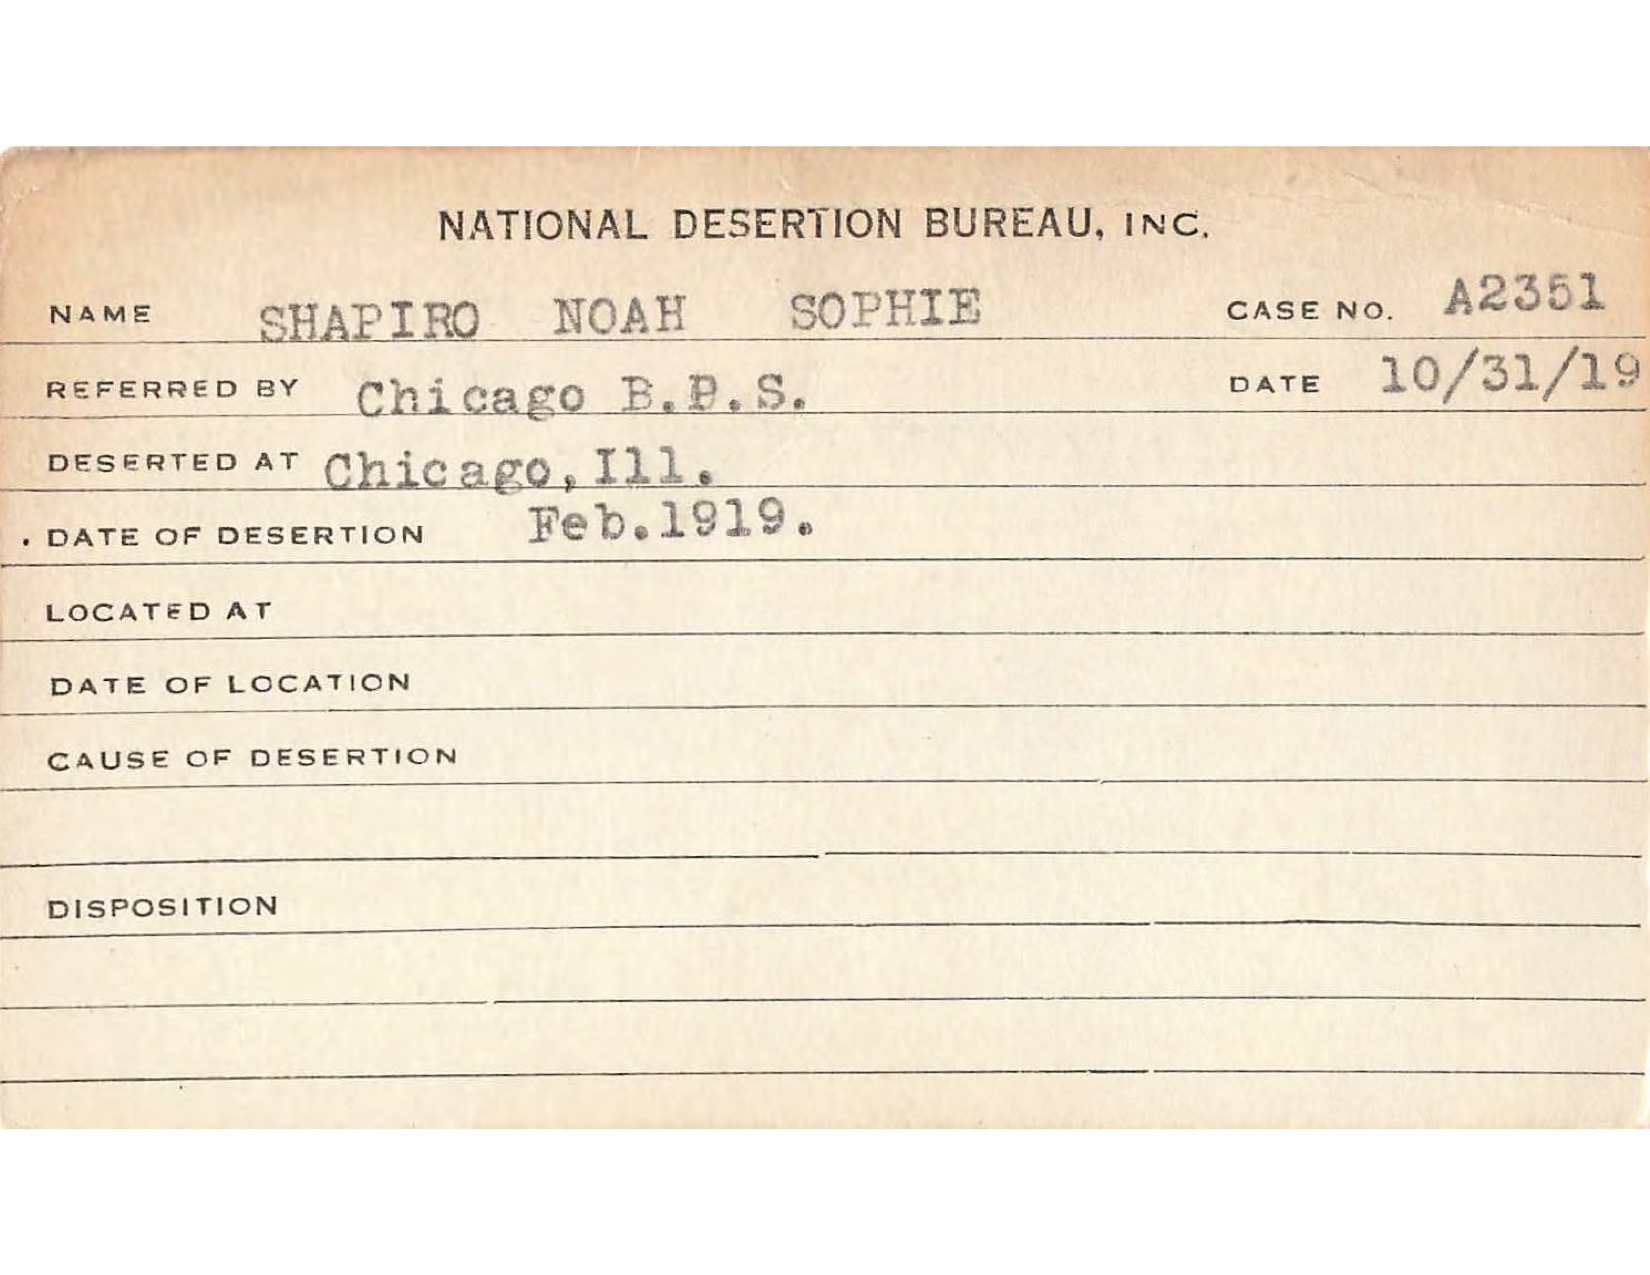 NATIONAL DESERTION BUREAU, INC.
NAME SHAPIRO NOAH SOPHIE CASE NO. A2351
REFERRED BY Chicago B.P.S. DATE 10/31/19
DESERTED AT Chicago, Ill.
DATE OF DESERTION Feb. 1919.
LOCATED AT
DATE OF LOCATION
CAUSE OF DESERTION
DISPOSITION